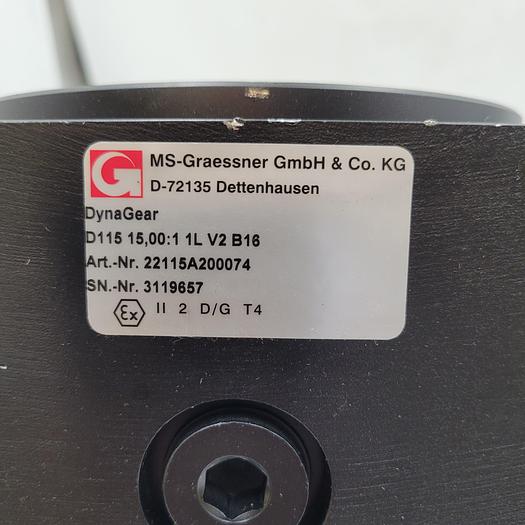 G MS-Graessner GmbH & Co. KG
D-72135 Dettenhausen
DynaGear
D115 15,00:1 1L V2 B16
Art.-Nr. 22115A200074
SN.-Nr. 3119657
Ex II 2 D/G T4